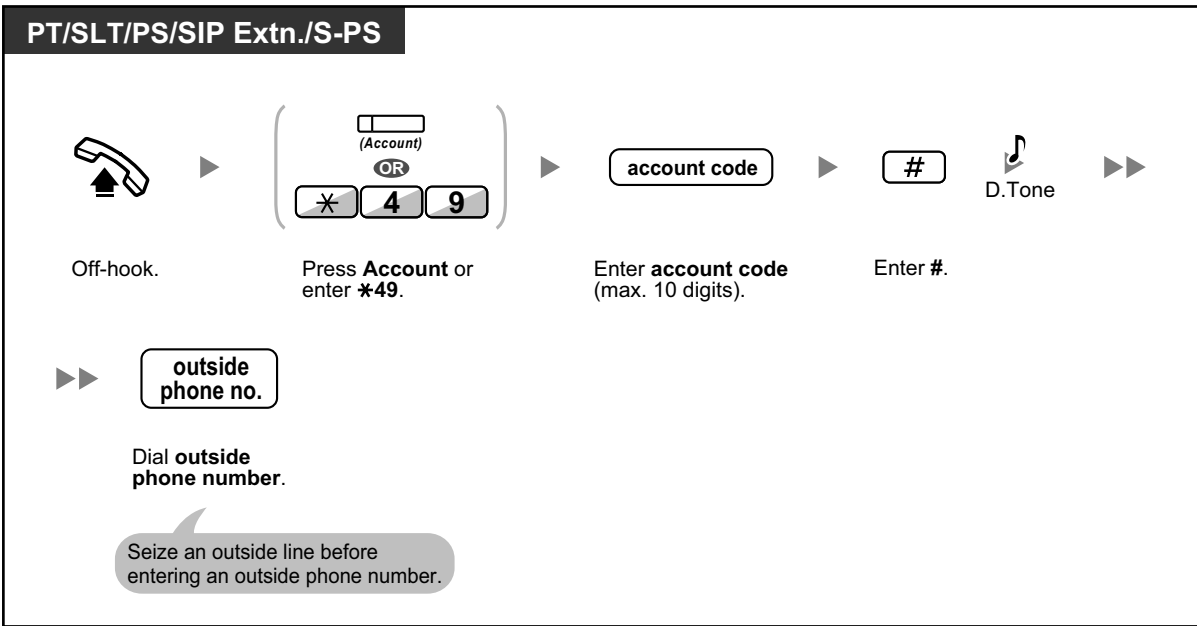 PT/SLT/PS/SIP Extn./S-PS
(Account)
OR
* 4 9
account code
#
D.Tone
Off-hook.
Press Account or
enter *49.
Enter account code
(max. 10 digits).
Enter #.
outside
phone no.
Dial outside
phone number.
Seize an outside line before
entering an outside phone number.